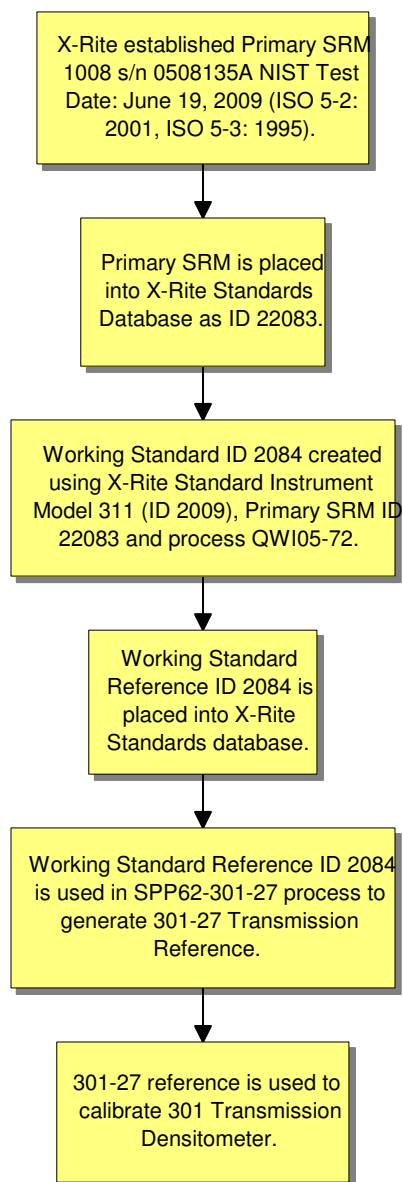 X-Rite established Primary SRM
1008 s/n 0508135A NIST Test
Date: June 19, 2009 (ISO 5-2:
2001, ISO 5-3: 1995).
Primary SRM is placed
into X-Rite Standards
Database as ID 22083.
Working Standard ID 2084 created
using X-Rite Standard Instrument
Model 311 (ID 2009), Primary SRM ID
22083 and process QWI05-72.
Working Standard
Reference ID 2084 is
placed into X-Rite
Standards database.
Working Standard Reference ID 2084
is used in SPP62-301-27 process to
generate 301-27 Transmission
Reference.
301-27 reference is used to
calibrate 301 Transmission
Densitometer.